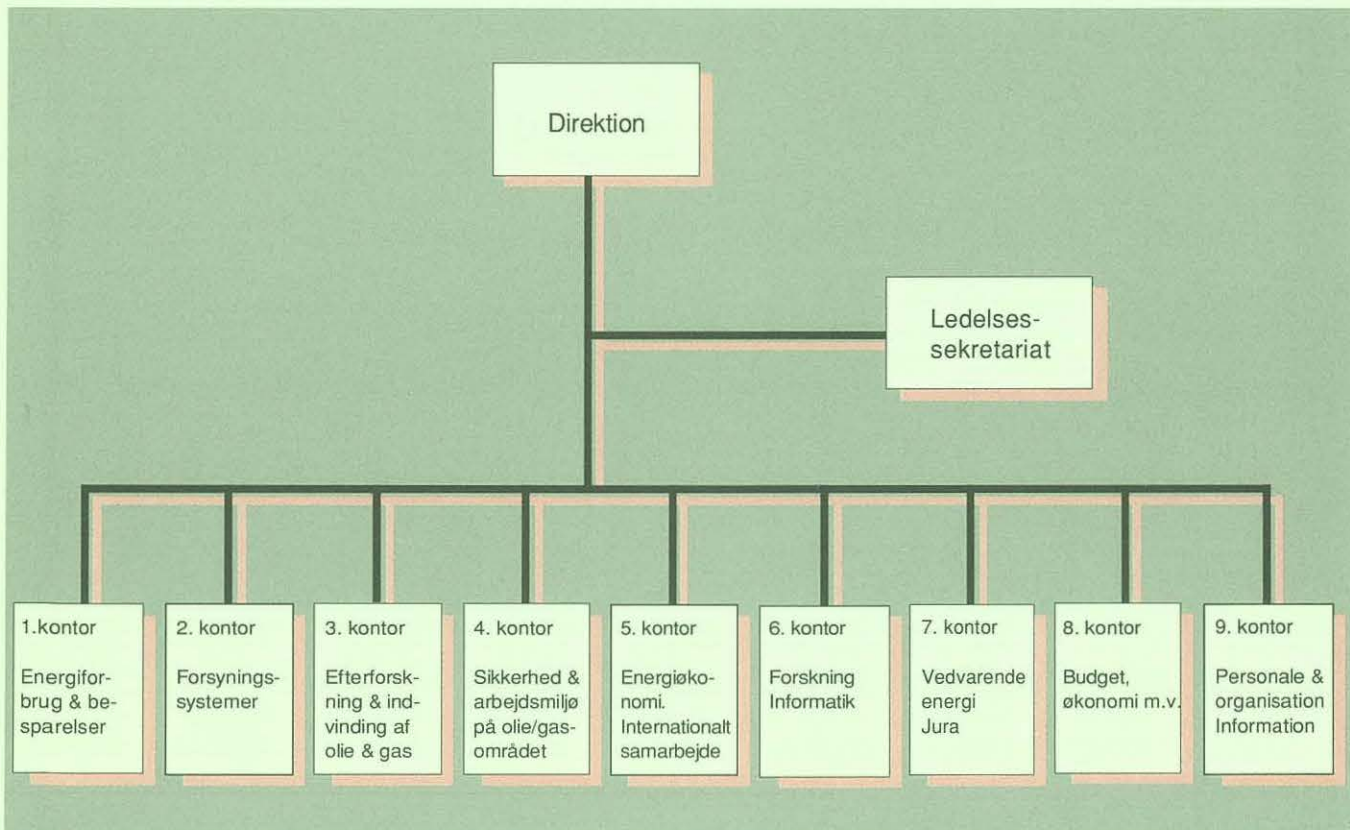 Direktion
Ledelses-
sekretariat
1.kontor
Energifor-
brug & be-
sparelser
2. kontor
Forsynings-
systemer
3. kontor
Efterforsk-
ning & ind-
vinding af
olie & gas
4. kontor
Sikkerhed &
arbejdsmiljø
på olie/gas-
området
5. kontor
Energiøko-
nomi.
Internationalt
samarbejde
6. kontor
Forskning
Informatik
7. kontor
Vedvarende
energi
Jura
8. kontor
Budget,
økonomi m.v.
9. kontor
Personale &
organisation
Information